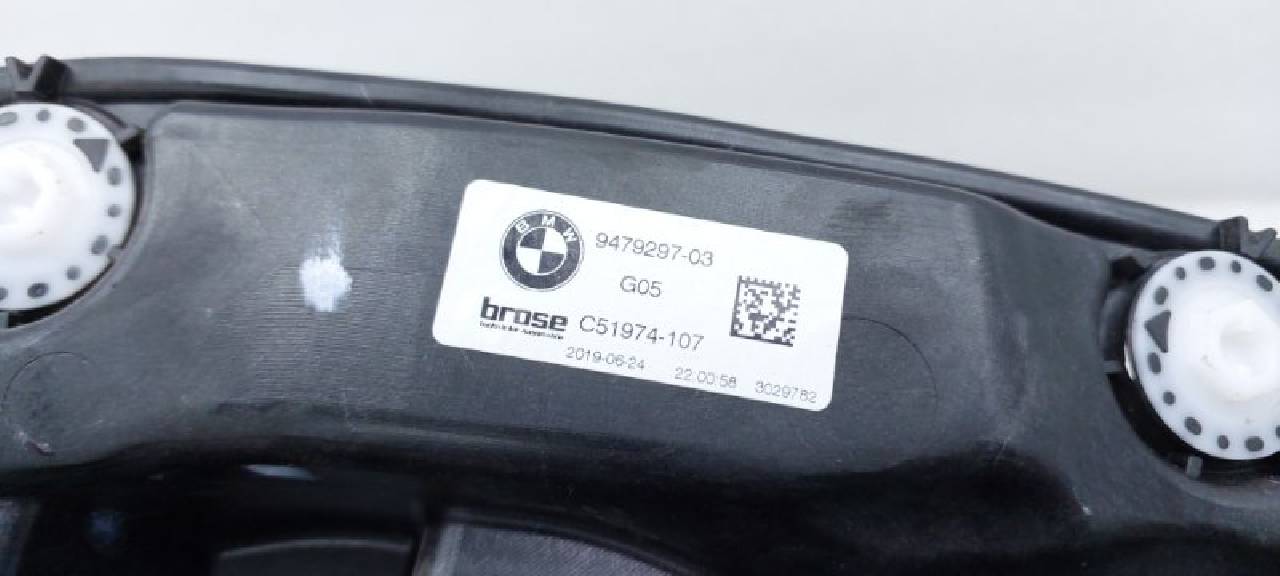 BMW
9479297-03
G05
brose
C51974-107
2019-06-24 22:00:58 3029782